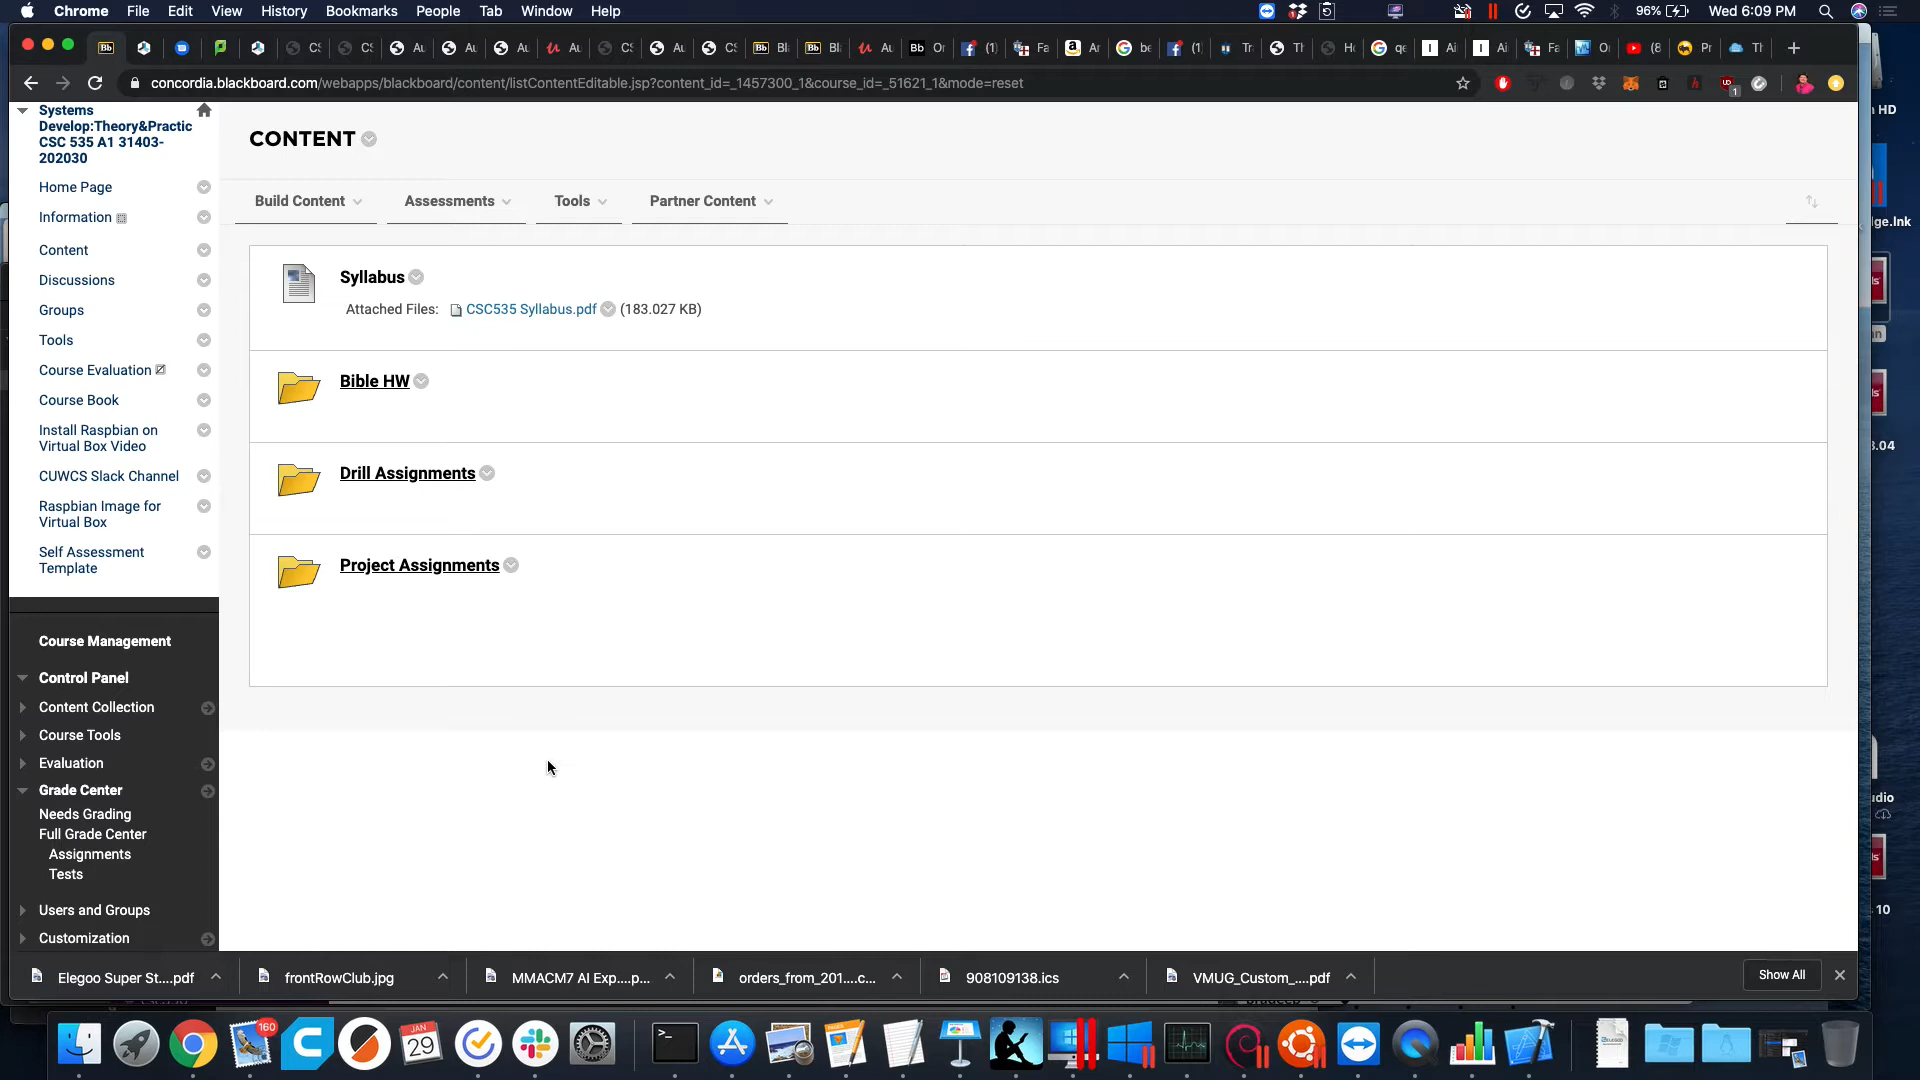 Chrome File Edit View History Bookmarks People Tab Window Help
96% Wed 6:09 PM
concordia.blackboard.com/webapps/blackboard/content/listContentEditable.jsp?content_id=_1457300_1&course_id=_51621_1&mode=reset
Systems
Develop:Theory&Practic
CSC 535 A1 31403-
202030
Home Page
Information
Content
Discussions
Groups
Tools
Course Evaluation
Course Book
Install Raspbian on
Virtual Box Video
CUWCS Slack Channel
Raspbian Image for
Virtual Box
Self Assessment
Template
Course Management
Control Panel
Content Collection
Course Tools
Evaluation
Grade Center
Needs Grading
Full Grade Center
Assignments
Tests
Users and Groups
Customization
CONTENT
Build Content Assessments Tools Partner Content
Syllabus
Attached Files: CSC535 Syllabus.pdf (183.027 KB)
Bible HW
Drill Assignments
Project Assignments
Elegoo Super St....pdf frontRowClub.jpg MMACM7 AI Exp....p... orders_from_201....c... 908109138.ics VMUG_Custom_....pdf Show All
160
JAN
29